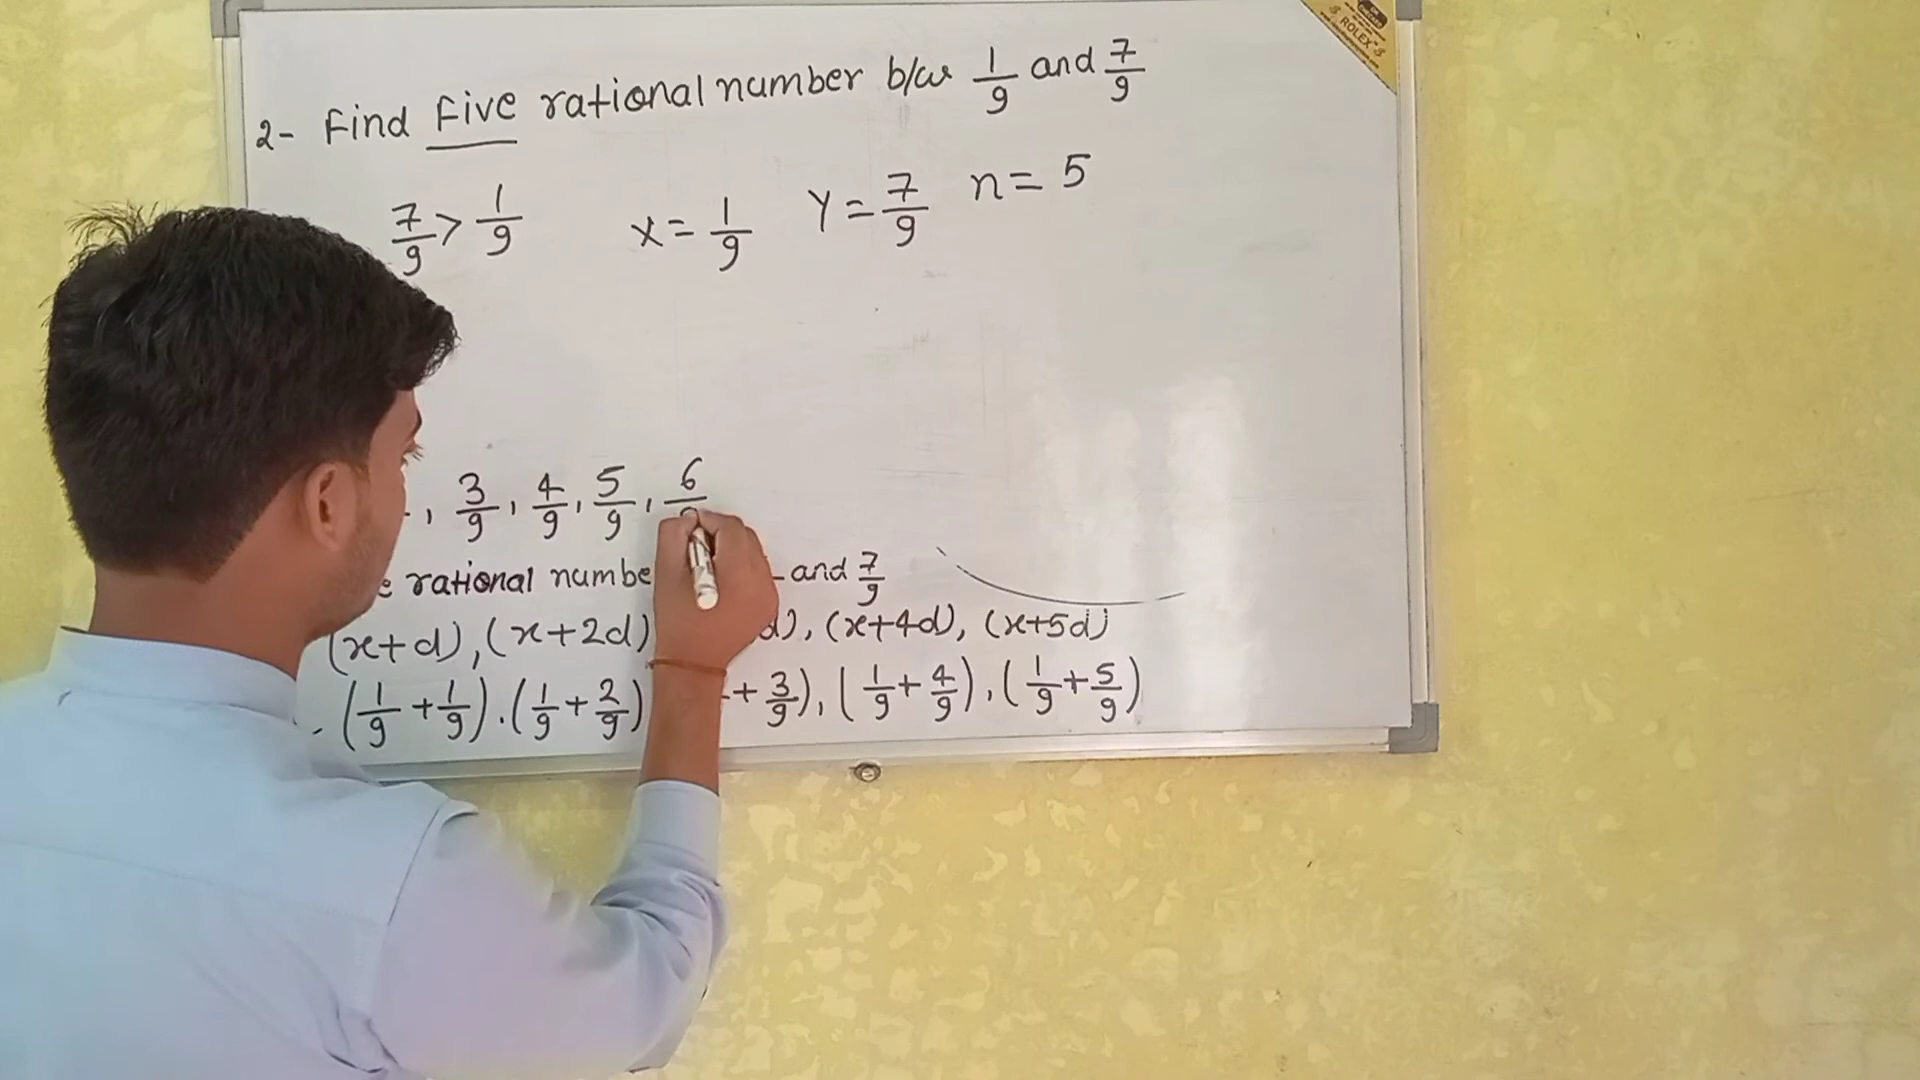 2- Find Five rational number b/w 1/9 and 7/9
7/9 > 1/9 x = 1/9 Y = 7/9 n = 5
, 3/9, 4/9, 5/9, 6/
rational and 7/9
(x+d), (x+2d) d), (x+4d), (x+5d)
(1/9 + 1/9). (1/9 + 2/9) + 3/9), (1/9 + 4/9), (1/9 + 5/9)
ROLEX